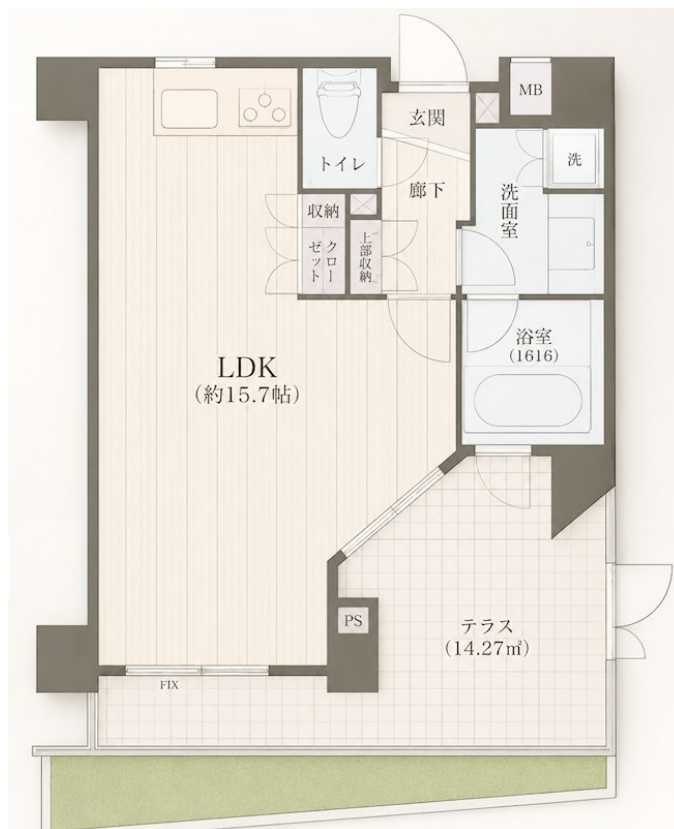 MB
玄関
トイレ
洗
廊下
洗面室
収納
クロー
ゼット
上部収納
浴室
(1616)
LDK
(約15.7帖)
PS
テラス
(14.27㎡)
FIX